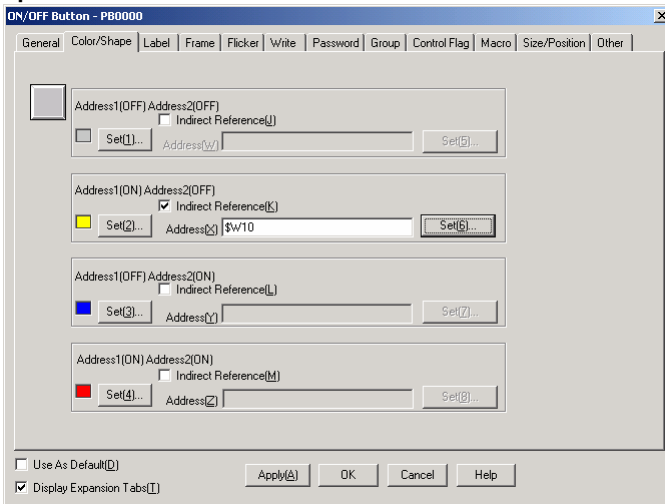 ON/OFF Button - PB0000
General Color/Shape Label Frame Flicker Write Password Group Control Flag Macro Size/Position Other
Address1(OFF) Address2(OFF)
Indirect Reference(J)
Set(1)... Address(W) Set(5)...
Address1(ON) Address2(OFF)
Indirect Reference(K)
Set(2)... Address(X) $W10 Set(6)...
Address1(OFF) Address2(ON)
Indirect Reference(L)
Set(3)... Address(Y) Set(7)...
Address1(ON) Address2(ON)
Indirect Reference(M)
Set(4)... Address(Z) Set(8)...
Use As Default(D)
Display Expansion Tabs(T)
Apply(A) OK Cancel Help